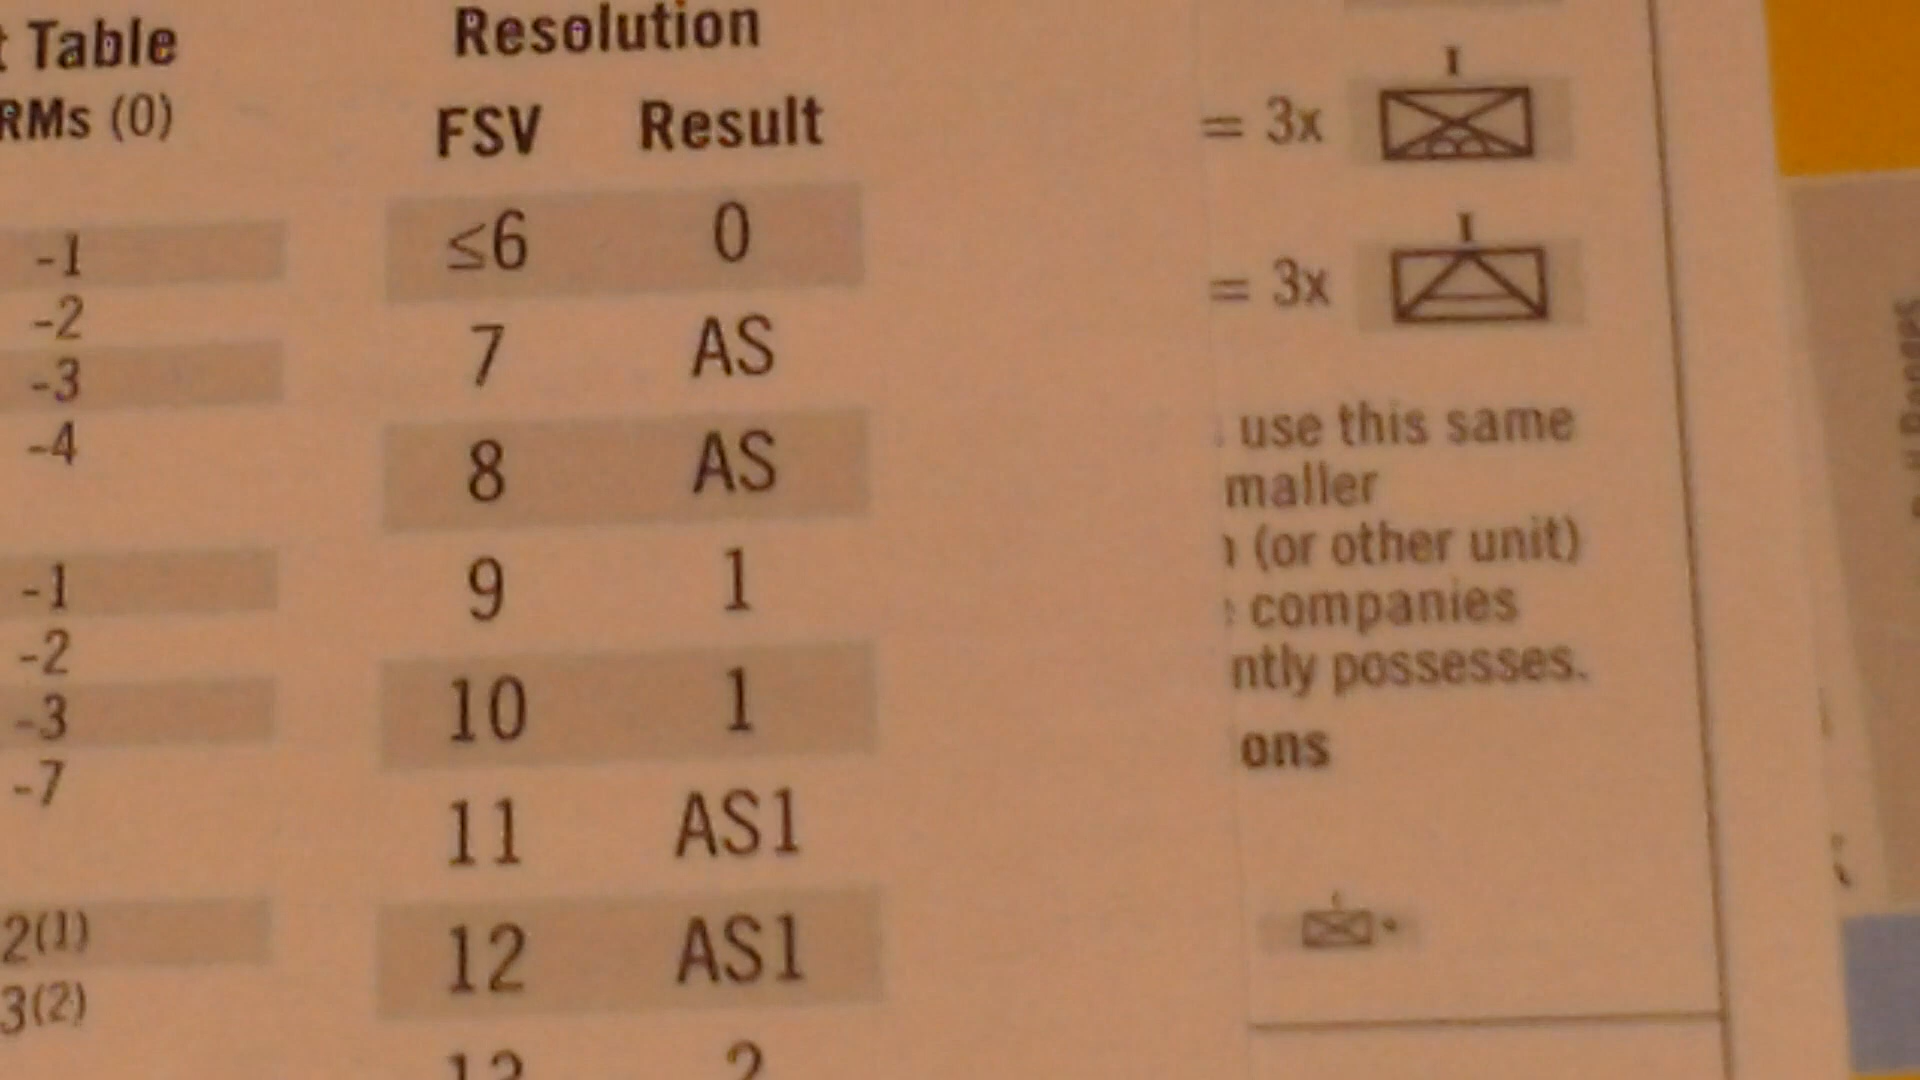 Table
RMs (0)
-1
-2
-3
-4
-1
-2
-3
-7
2(1)
3(2)
Resolution
FSV Result
≤6 0
7 AS
8 AS
9 1
10 1
11 AS1
12 AS1
= 3x
= 3x
use this same
maller
(or other unit)
companies
ntly possesses.
ons